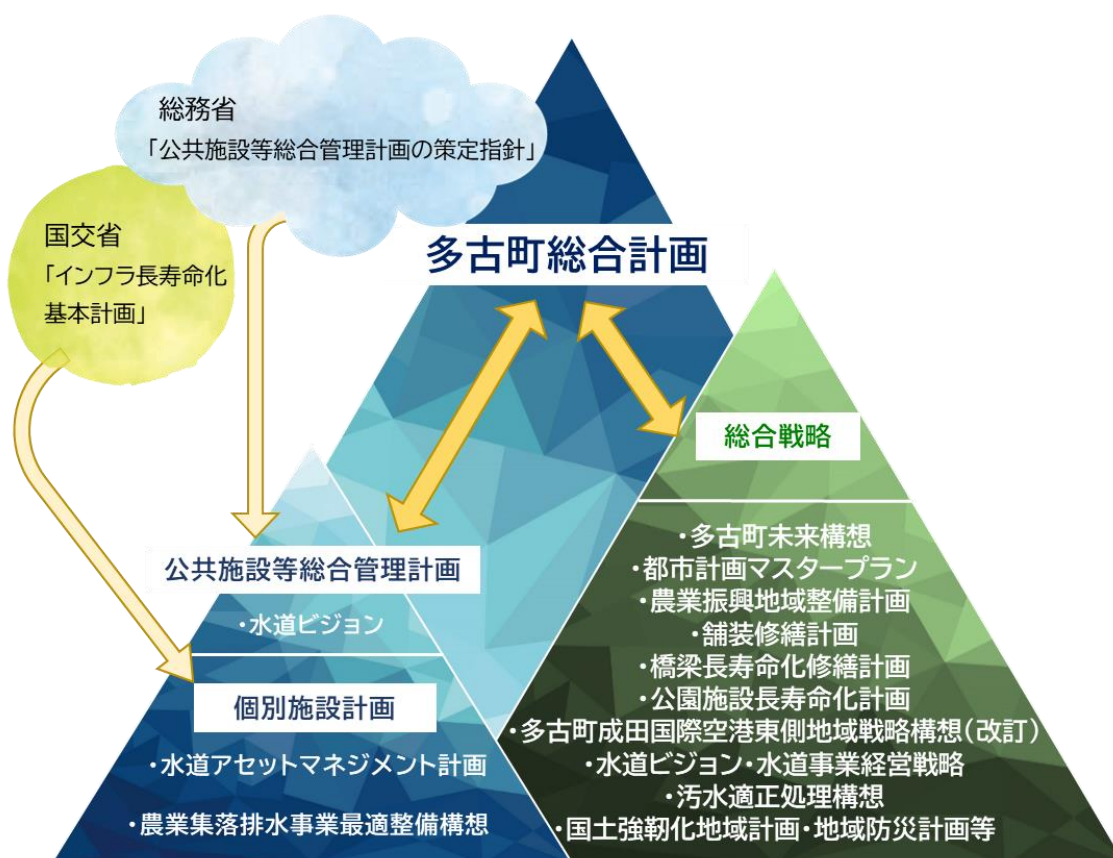 総務省
「公共施設等総合管理計画の策定指針」
国交省
「インフラ長寿命化
基本計画」
多古町総合計画
総合戦略
・多古町未来構想
・都市計画マスタープラン
・農業振興地域整備計画
・舗装修繕計画
・橋梁長寿命化修繕計画
・公園施設長寿命化計画
・多古町成田国際空港東側地域戦略構想(改訂)
・水道ビジョン・水道事業経営戦略
・汚水適正処理構想
・国土強靭化地域計画・地域防災計画等
公共施設等総合管理計画
・水道ビジョン
個別施設計画
・水道アセットマネジメント計画
・農業集落排水事業最適整備構想